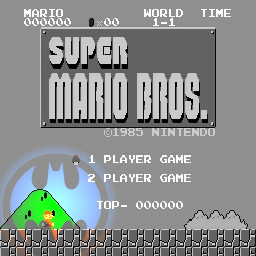 MARIO WORLD TIME
000000 x00 1-1
SUPER
MARIO BROS.
©1985 NINTENDO
1 PLAYER GAME
2 PLAYER GAME
TOP- 000000